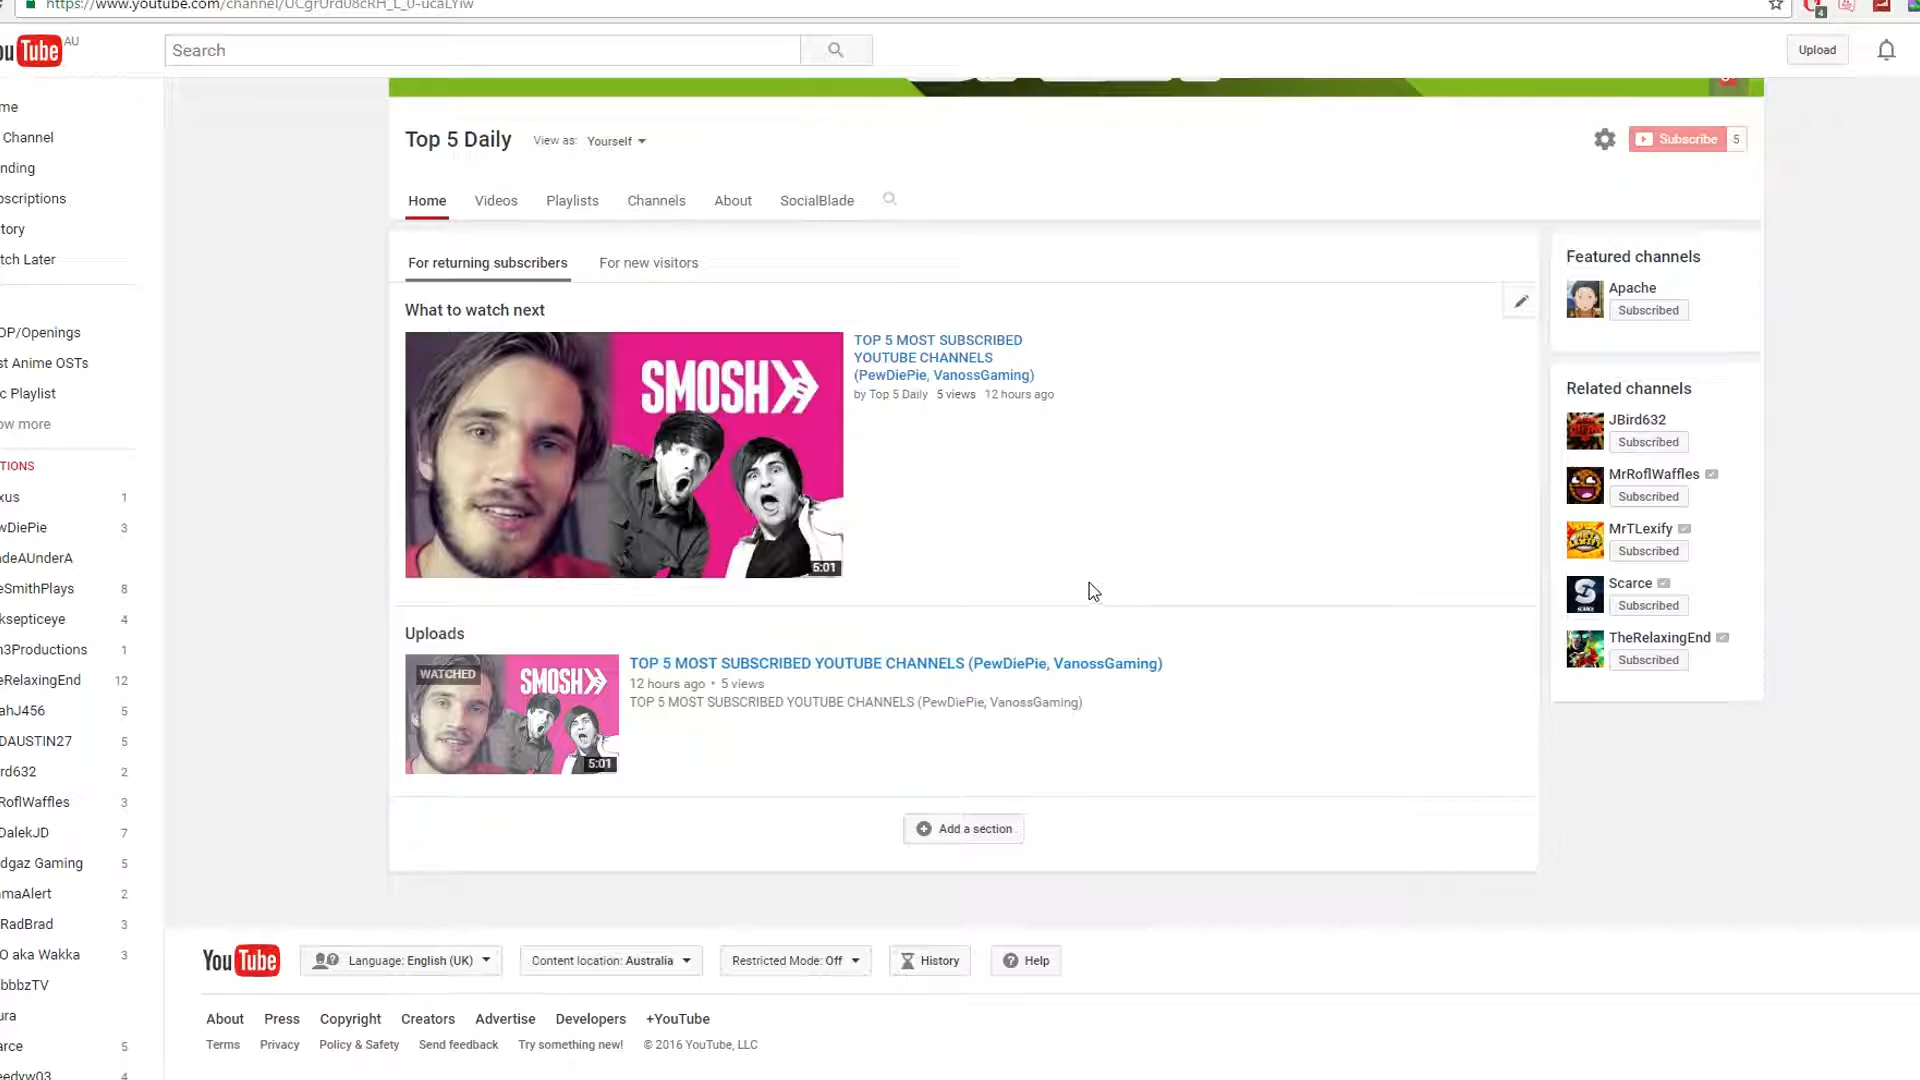 https://www.youtube.com/channel/
ou Tube AU
Search
Upload
me
Channel
nding
bscriptions
tory
tch Later
OP/Openings
st Anime OSTs
c Playlist
ow more
TIONS
xus 1
wDiePie 3
adeAUnderA
eSmithPlays 8
ksepticeye 4
n3Productions 1
eRelaxingEnd 12
ahJ456 5
DAUSTIN27 5
rd632 2
RoflWaffles 3
DalekJD 7
dgaz Gaming 5
maAlert 2
RadBrad 3
O aka Wakka 3
bbbzTV
ura
arce 5
eedyw03 4
Top 5 Daily View as: Yourself
Subscribe 5
Home Videos Playlists Channels About SocialBlade
For returning subscribers For new visitors
What to watch next
SMOSH
5:01
TOP 5 MOST SUBSCRIBED
YOUTUBE CHANNELS
(PewDiePie, VanossGaming)
by Top 5 Daily 5 views 12 hours ago
Uploads
WATCHED
SMOSH
5:01
TOP 5 MOST SUBSCRIBED YOUTUBE CHANNELS (PewDiePie, VanossGaming)
12 hours ago • 5 views
TOP 5 MOST SUBSCRIBED YOUTUBE CHANNELS (PewDiePie, VanossGaming)
Add a section
Featured channels
Apache
Subscribed
Related channels
JBird632
Subscribed
MrRoflWaffles
Subscribed
MrTLexify
Subscribed
Scarce
Subscribed
TheRelaxingEnd
Subscribed
YouTube Language: English (UK) Content location: Australia Restricted Mode: Off History Help
About Press Copyright Creators Advertise Developers +YouTube
Terms Privacy Policy & Safety Send feedback Try something new! © 2016 YouTube, LLC